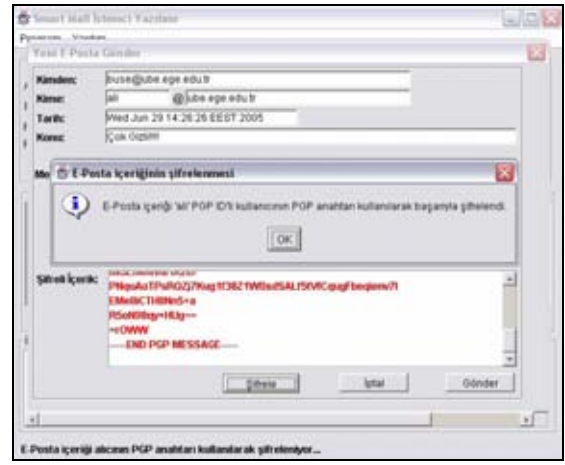 Smart Mail İstemci Yazılımı
Yeni E-Posta Gönder
Kimden: buse@ube.ege.edu.tr
Kime: ali @ube.ege.edu.tr
Tarih: Wed Jun 29 14:26:26 EEST 2005
Konu: Çok Gizli!!!
E-Posta içeriğinin şifrelenmesi
E-Posta içeriği 'ali' PGP ID'li kullanıcının PGP anahtarı kullanılarak başarıyla şifrelendi.
OK
Şifreli İçerik:
-----END PGP MESSAGE-----
Şifrele İptal Gönder
E-Posta içeriği alıcının PGP anahtarı kullanılarak şifreleniyor...